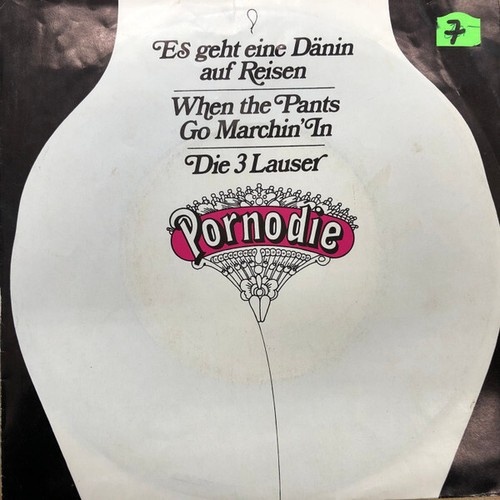 7
Es geht eine Dänin
auf Reisen
When the Pants
Go Marchin' In
Die 3 Lauser
Pornodie